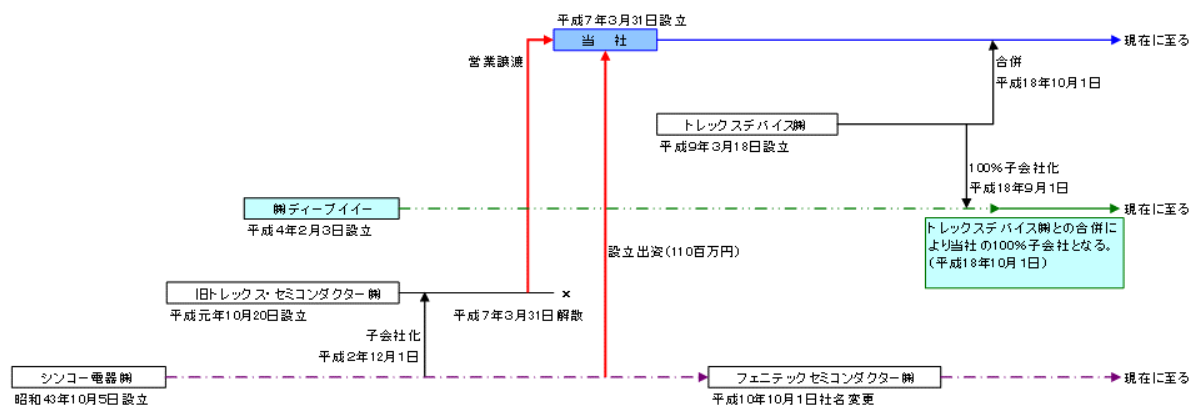 平成7年3月31日設立
当　社
現在に至る
営業譲渡
合併
平成18年10月1日
トレックスデバイス㈱
平成9年3月18日設立
100%子会社化
平成18年9月1日
㈱ディーブイイー
平成4年2月3日設立
現在に至る
トレックスデバイス㈱との合併に
より当社の100%子会社となる。
(平成18年10月1日)
設立出資(110百万円)
旧トレックス・セミコンダクター㈱
×
平成元年10月20日設立
平成7年3月31日解散
子会社化
平成2年12月1日
シンコー電器㈱
フェニテックセミコンダクター㈱
現在に至る
昭和43年10月5日設立
平成10年10月1日社名変更